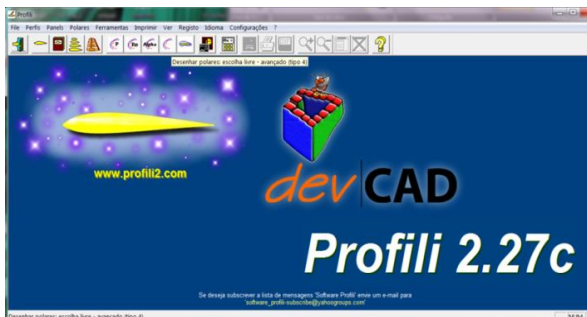 Profili
File Perfis Panels Polares Ferramentas Imprimir Ver Registo Idioma Configurações ?
Desenhar polares: escolha livre - avançado (tipo 4)
www.profili2.com
devCAD
Profili 2.27c
Se deseja subscrever a lista de mensagens 'Software Profili' envie um e-mail para
'software_profili-subscribe@yahoogroups.com'
Desenhar polares: escolha livre - avançado (tipo 4)